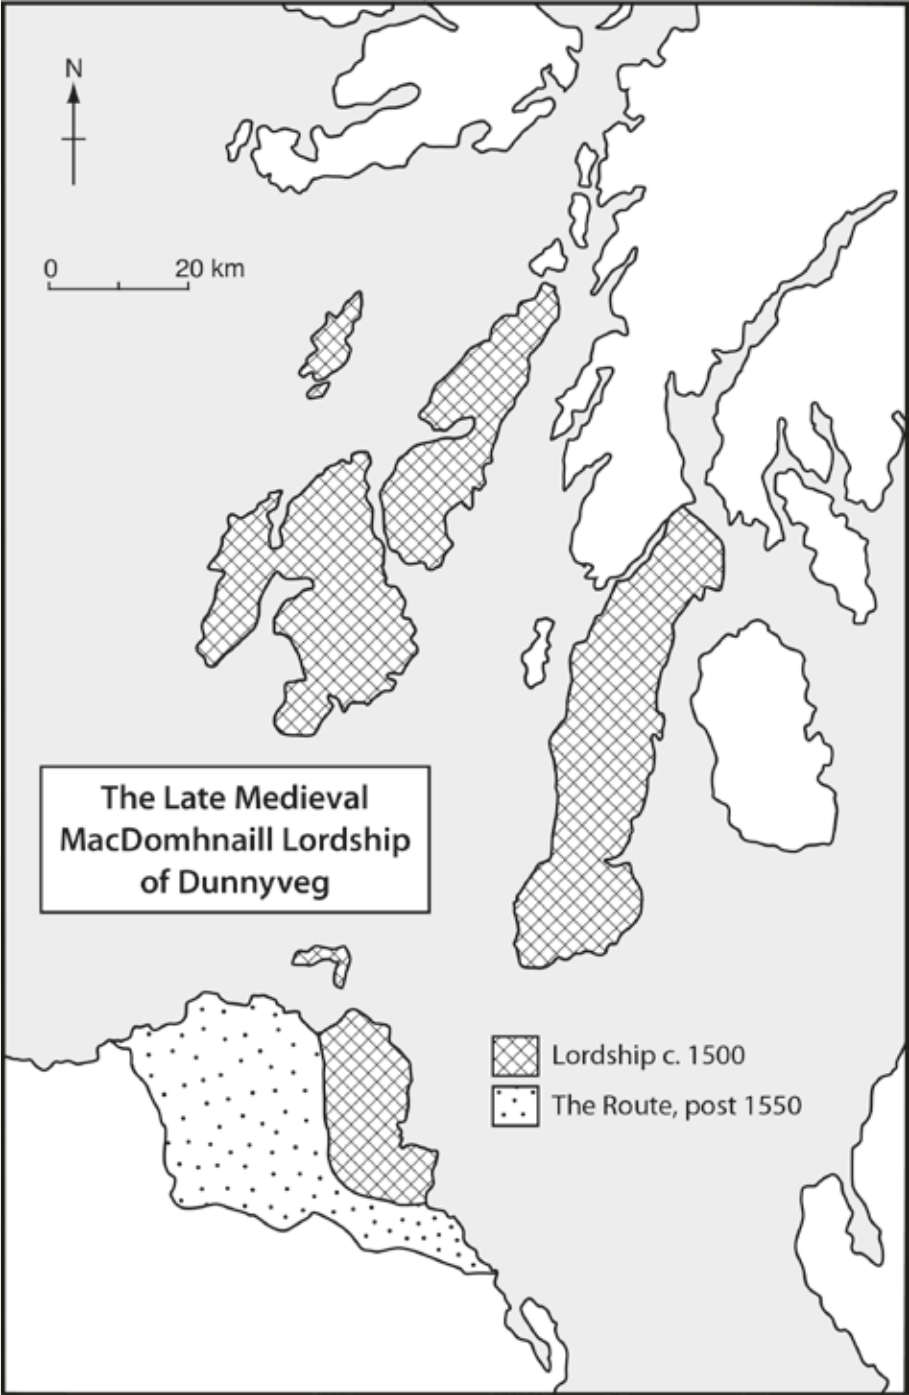 N
0 20 km
The Late Medieval
MacDomhnaill Lordship
of Dunnyveg
Lordship c. 1500
The Route, post 1550